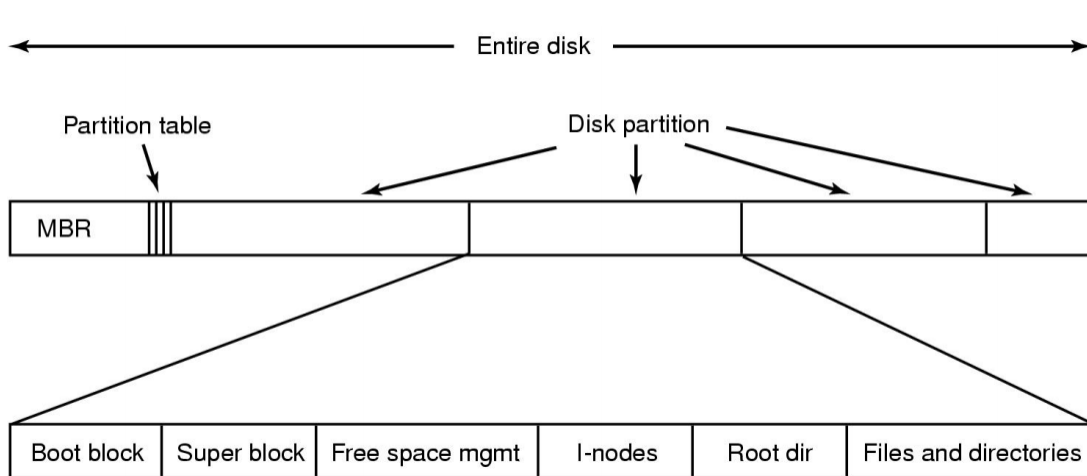 Entire disk
Partition table
Disk partition
MBR
Boot block
Super block
Free space mgmt
I-nodes
Root dir
Files and directories